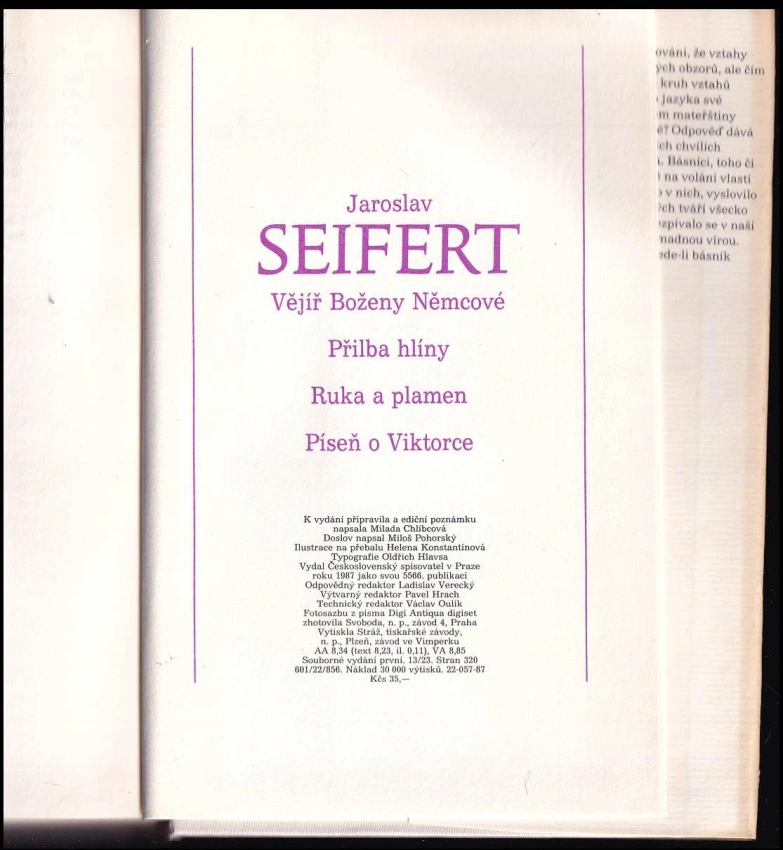 Jaroslav
SEIFERT
Vějíř Boženy Němcové
Přilba hlíny
Ruka a plamen
Píseň o Viktorce
K vydání připravila a ediční poznámku
napsala Milada Chlíbcová
Doslov napsal Miloš Pohorský
Ilustrace na přebalu Helena Konstantinová
Typografie Oldřich Hlavsa
Vydal Československý spisovatel v Praze
roku 1987 jako svou 5566. publikaci
Odpovědný redaktor Ladislav Verecký
Výtvarný redaktor Pavel Hrach
Technický redaktor Václav Oulík
Fotosazbu z písma Digi Antiqua digiset
zhotovila Svoboda, n. p., závod 4, Praha
Vytiskla Stráž, tiskařské závody,
n. p., Plzeň, závod ve Vimperku
AA 8,34 (text 8,23, il. 0,11), VA 8,85
Souborné vydání první. 13/23. Stran 320
601/22/856. Náklad 30 000 výtisků. 22-057-87
Kčs 35,—
ování, že vztahy
ých obzorů, ale čím
kruh vztahů
jazyka své
m mateřštiny
é? Odpověď dává
ch chvílích
. Básníci, toho či
na volání vlasti
v nich, vyslovilo
ch tváří všecko
zpívalo se v naší
madnou vírou.
ede-li básník